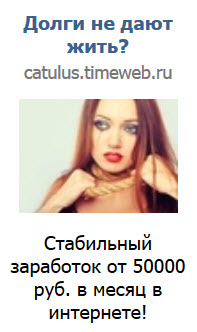 Долги не дают
жить?
catulus.timeweb.ru
Стабильный
заработок от 50000
руб. в месяц в
интернете!